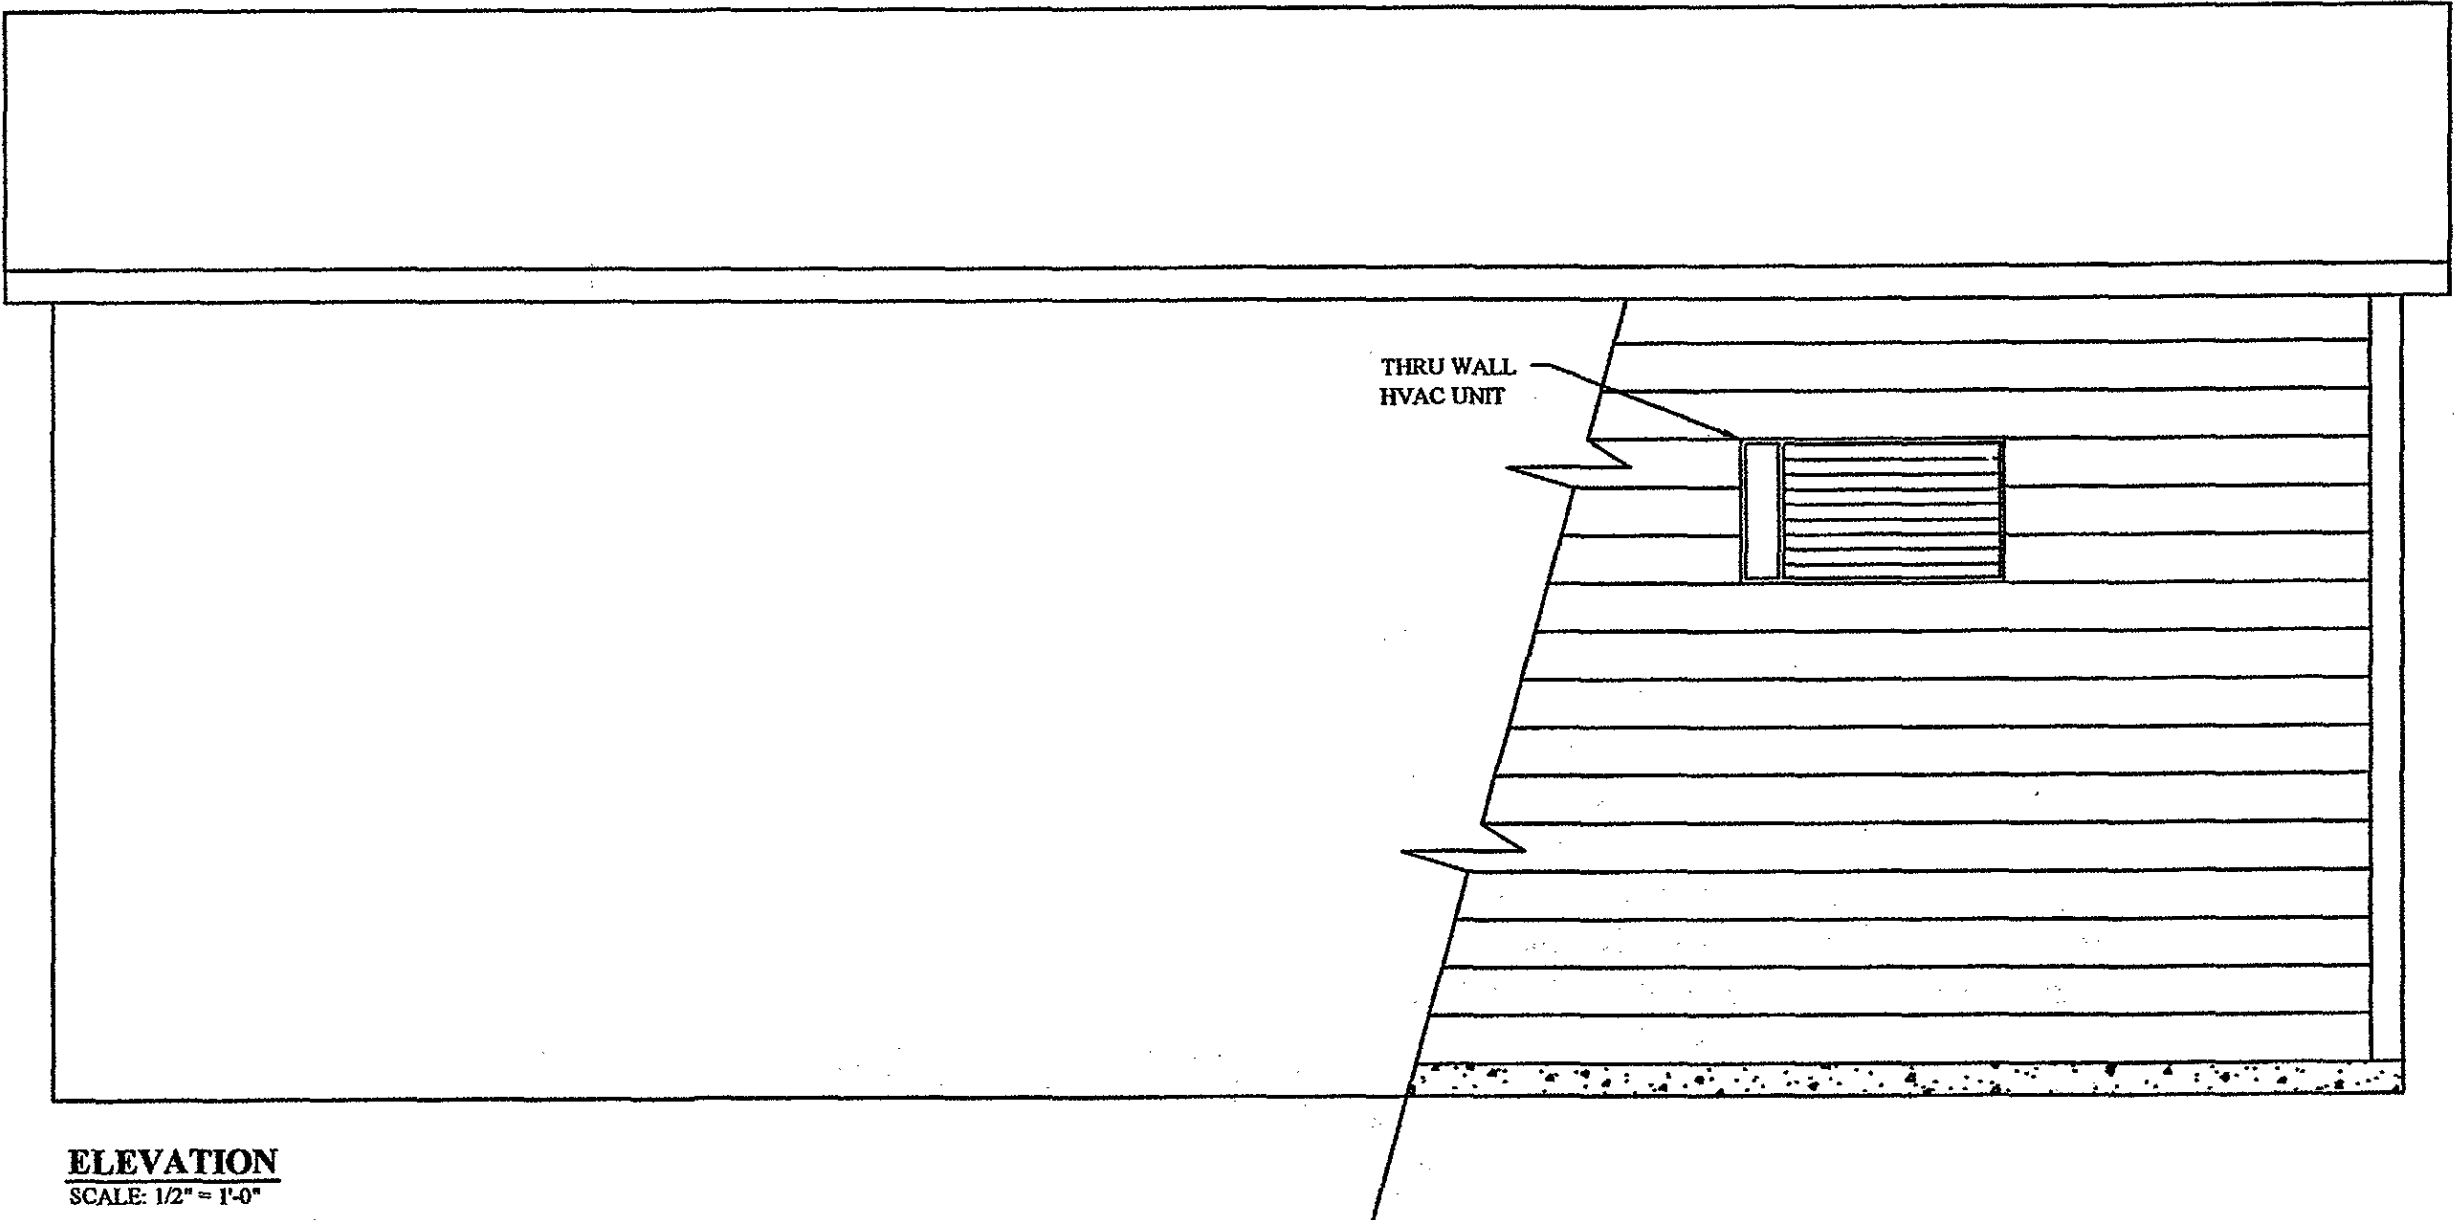 THRU WALL
HVAC UNIT
ELEVATION
SCALE: 1/2" = 1'-0"